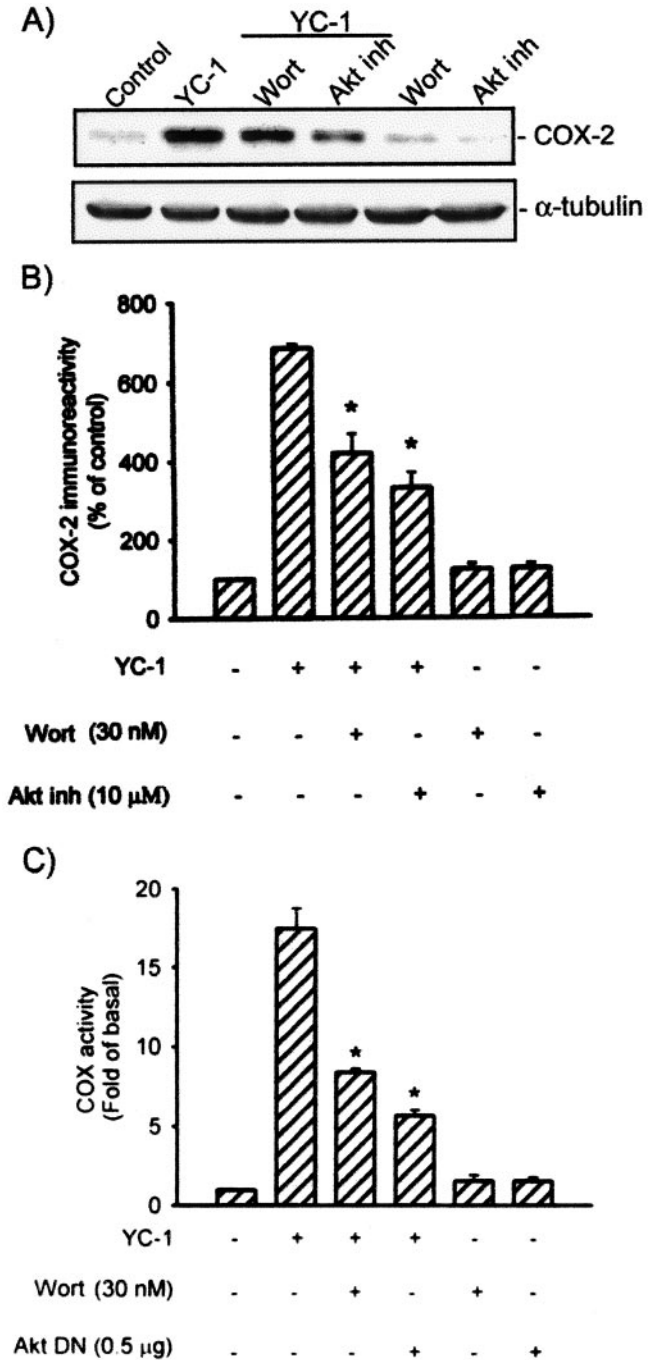 A)
YC-1
Control YC-1 Wort Akt inh Wort Akt inh
- COX-2
- α-tubulin
B)
COX-2 immunoreactivity
(% of control)
800
600
400
200
0
* *
YC-1 - + + + - -
Wort (30 nM) - - + - + -
Akt inh (10 μM) - - - + - +
C)
COX activity
(Fold of basal)
20
15
10
5
0
* *
YC-1 - + + + - -
Wort (30 nM) - - + - + -
Akt DN (0.5 μg) - - - + - +